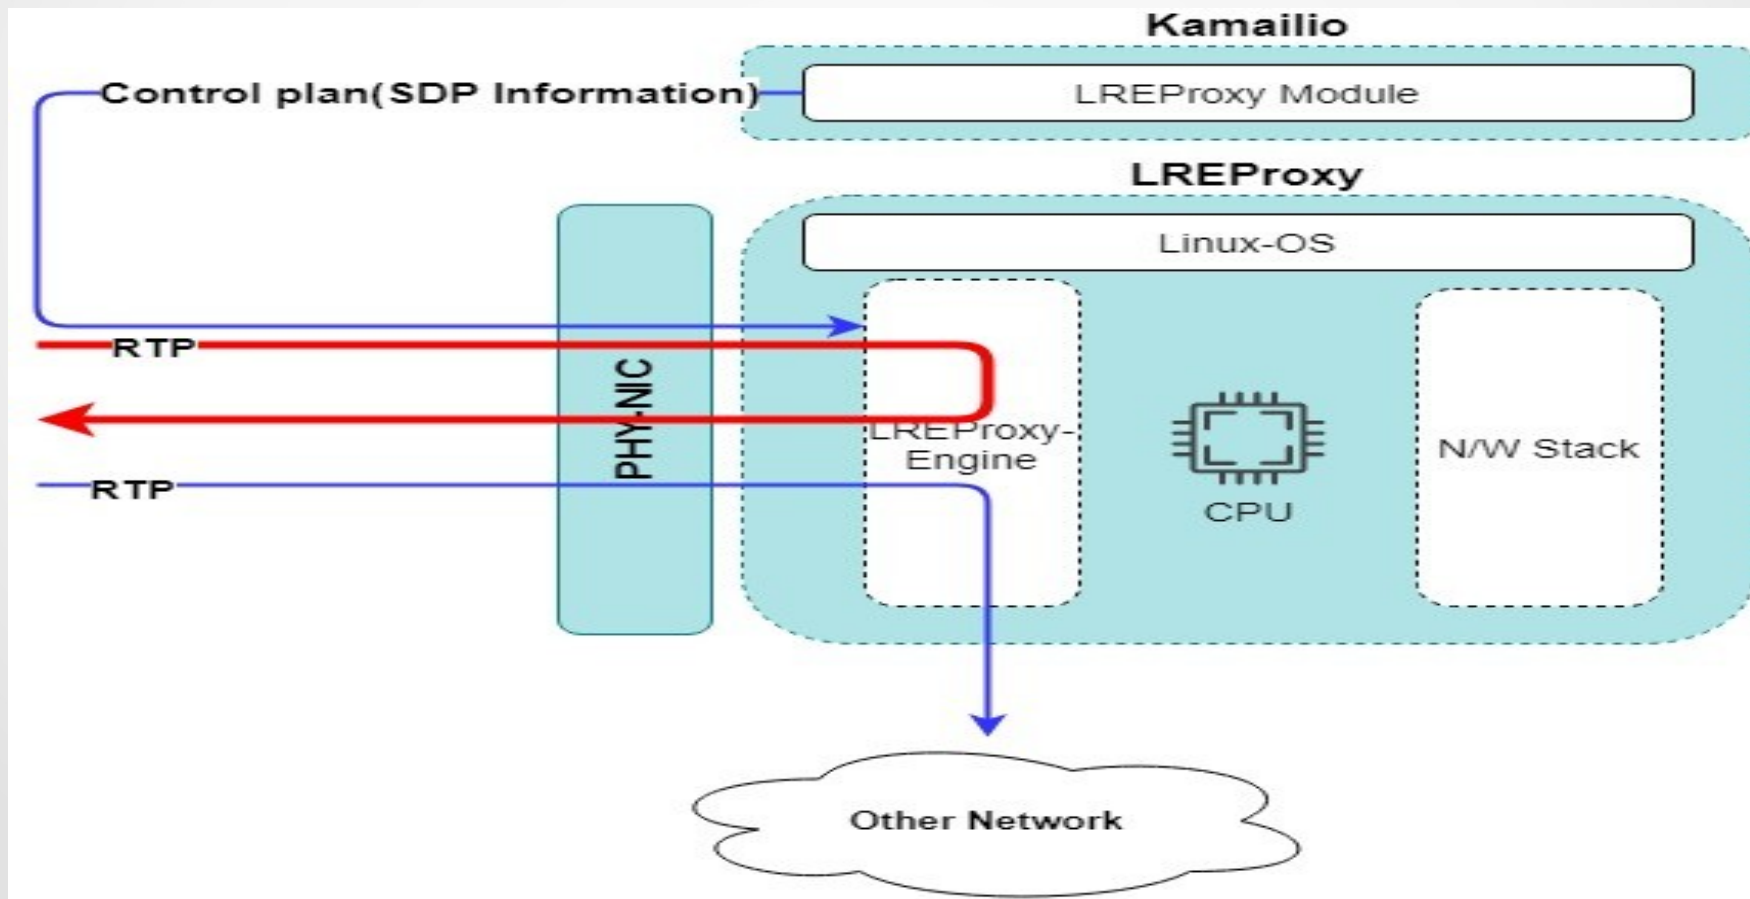 Kamailio
Control plan(SDP Information)
LREProxy Module
LREProxy
Linux-OS
RTP
PHY-NIC
LREProxy-
Engine
N/W Stack
RTP
CPU
Other Network